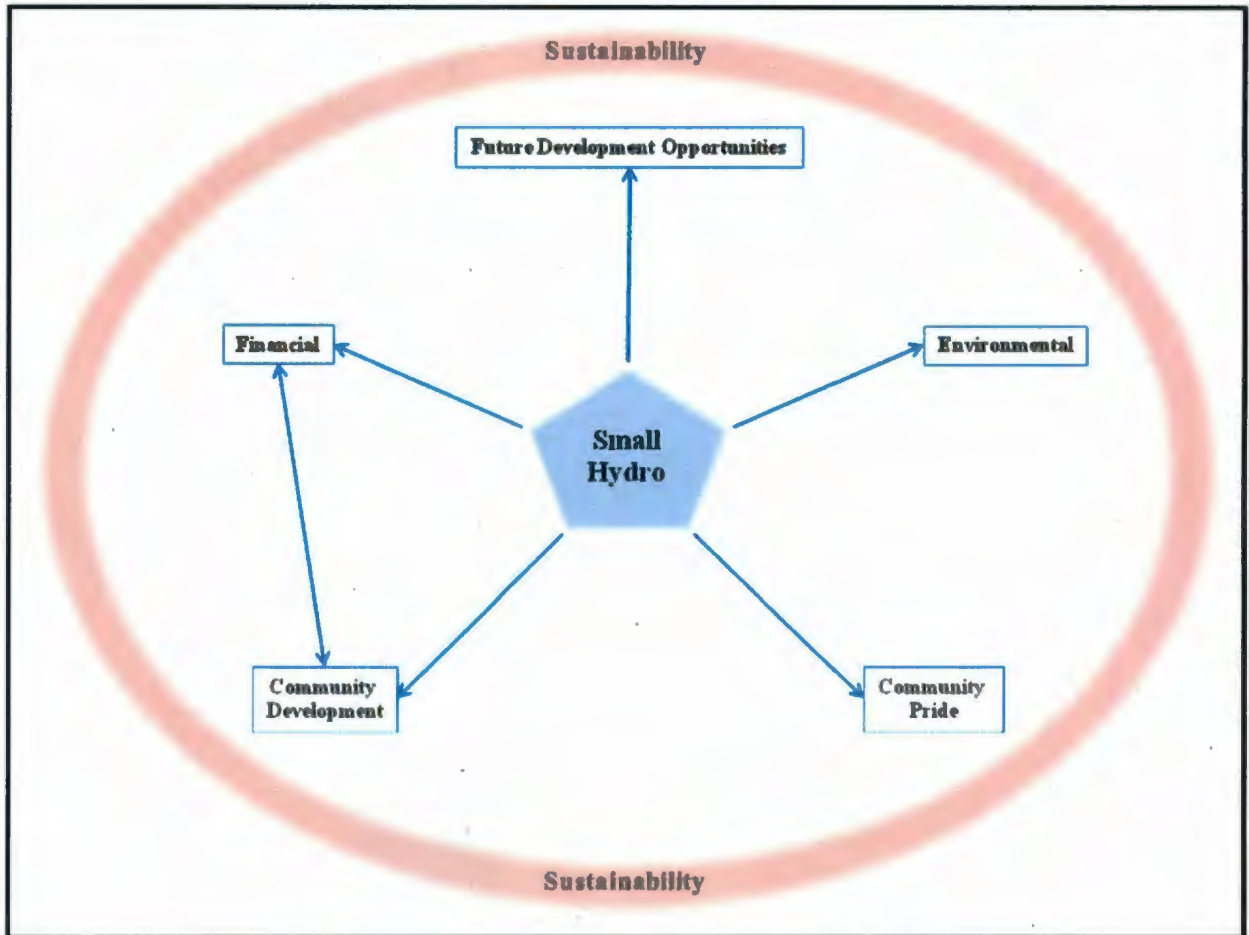 Sustainability
Future Development Opportunities
Financial
Environmental
Small
Hydro
Community
Development
Community
Pride
Sustainability